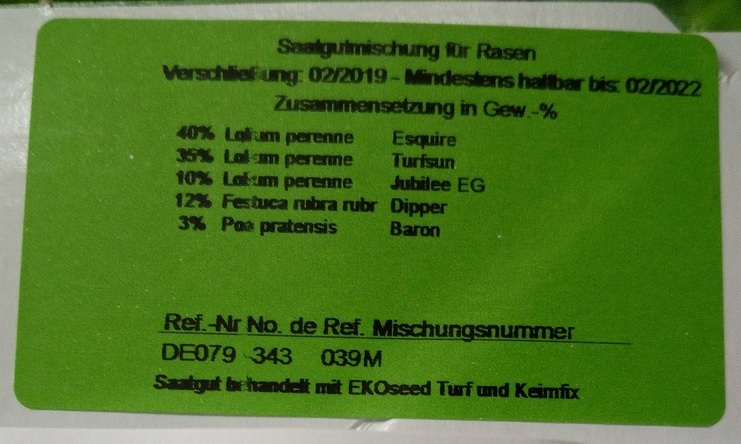 Saatgutmischung für Rasen
Verschließung: 02/2019 - Mindestens haltbar bis: 02/2022
Zusammensetzung in Gew.-%
40% Lolium perenne Esquire
35% Lolium perenne Turfsun
10% Lolium perenne Jubilee EG
12% Festuca rubra rubr Dipper
3% Poa pratensis Baron
Ref.-Nr No. de Ref. Mischungsnummer
DE079 343 039M
Saatgut behandelt mit EKOseed Turf und Keimfix